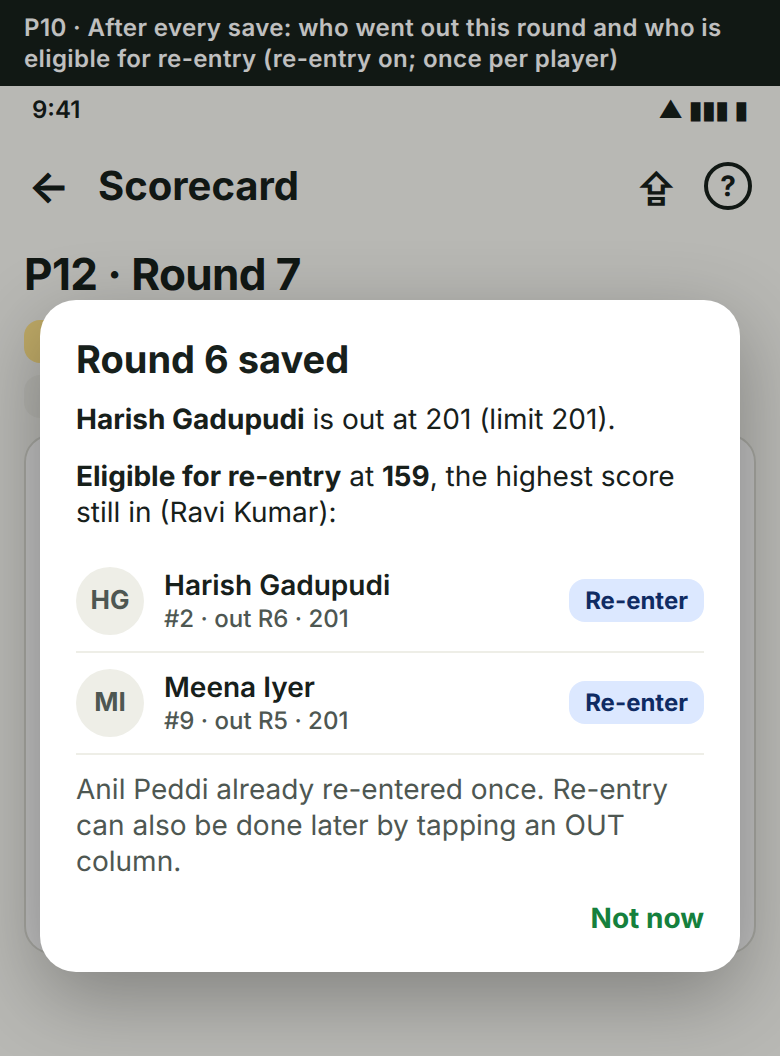 P10 · After every save: who went out this round and who is
eligible for re-entry (re-entry on; once per player)
9:41
Scorecard
?
P12 · Round 7
Round 6 saved
Harish Gadupudi is out at 201 (limit 201).
Eligible for re-entry at 159, the highest score
still in (Ravi Kumar):
HG
Harish Gadupudi
Re-enter
#2 · out R6 · 201
MI
Meena Iyer
Re-enter
#9 · out R5 · 201
Anil Peddi already re-entered once. Re-entry
can also be done later by tapping an OUT
column.
Not now